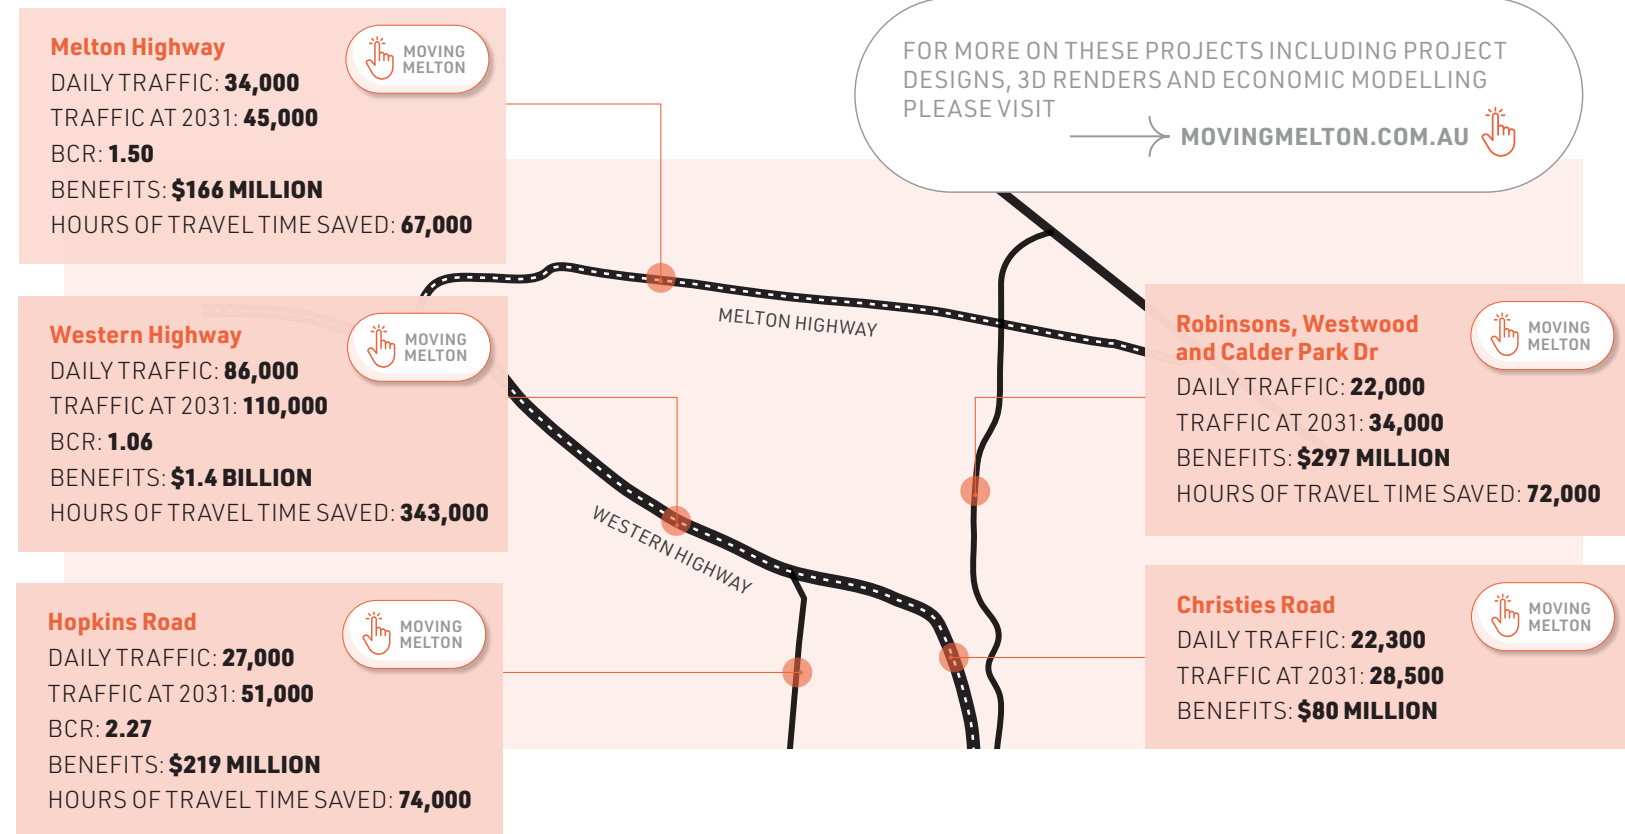 Melton Highway
MOVING
MELTON
DAILY TRAFFIC: 34,000
TRAFFIC AT 2031: 45,000
BCR: 1.50
BENEFITS: $166 MILLION
HOURS OF TRAVEL TIME SAVED: 67,000
FOR MORE ON THESE PROJECTS INCLUDING PROJECT
DESIGNS, 3D RENDERS AND ECONOMIC MODELLING
PLEASE VISIT
MOVINGMELTON.COM.AU
MELTON HIGHWAY
Western Highway
MOVING
MELTON
DAILY TRAFFIC: 86,000
TRAFFIC AT 2031: 110,000
BCR: 1.06
BENEFITS: $1.4 BILLION
HOURS OF TRAVEL TIME SAVED: 343,000
WESTERN HIGHWAY
Robinsons, Westwood
and Calder Park Dr
MOVING
MELTON
DAILY TRAFFIC: 22,000
TRAFFIC AT 2031: 34,000
BENEFITS: $297 MILLION
HOURS OF TRAVEL TIME SAVED: 72,000
Hopkins Road
MOVING
MELTON
DAILY TRAFFIC: 27,000
TRAFFIC AT 2031: 51,000
BCR: 2.27
BENEFITS: $219 MILLION
HOURS OF TRAVEL TIME SAVED: 74,000
Christies Road
MOVING
MELTON
DAILY TRAFFIC: 22,300
TRAFFIC AT 2031: 28,500
BENEFITS: $80 MILLION